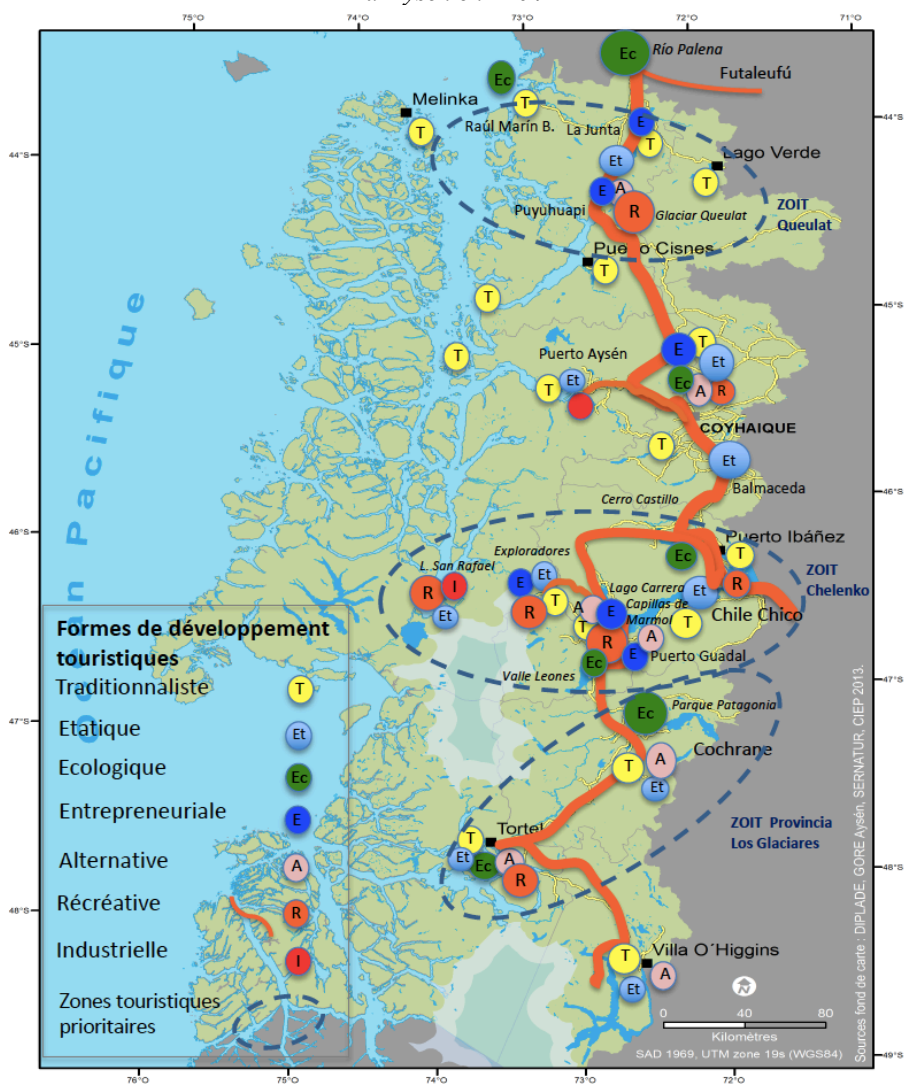 75°O
74°O
73°O
72°O
71°O
Ec
Río Palena
Futaleufú
Ec
Melinka
T
T
Raúl Marín B.
La Junta
E
T
44°S
44°S
Et
Lago Verde
T
E
A
Puyuhuapi
R
Glaciar Queulat
ZOIT
Queulat
Puerto Cisnes
T
T
45°S
45°S
T
Puerto Aysén
E
T
Et
T
Et
Ec
A
R
COYHAIQUE
T
Et
Balmaceda
Cerro Castillo
46°S
46°S
Pacifique
Puerto Ibáñez
T
Ec
Exploradores
L. San Rafael
R
I
Et
E
Et
R
T
Lago Carrera
Et
R
ZOIT
Chelenko
A
E
Capillas de
Marmol
Chile Chico
T
T
R
A
E
Puerto Guadal
Valle Leones
Ec
47°S
47°S
Ec
Parque Patagonia
Cochrane
T
A
Et
ZOIT Provincia
Los Glaciares
Tortel
T
Et
Ec
A
R
48°S
48°S
Villa O´Higgins
T
Et
A
Formes de développement
touristiques
Traditionnaliste
T
Etatique
Et
Ecologique
Ec
Entrepreneuriale
E
Alternative
A
Récréative
R
Industrielle
I
Zones touristiques
prioritaires
N
0 40 80
Kilomètres
SAD 1969, UTM zone 19s (WGS84)
Sources fond de carte : DIPLADE, GORE Aysén, SERNATUR, CIEP 2013.
49°S
76°O
75°O
74°O
73°O
72°O